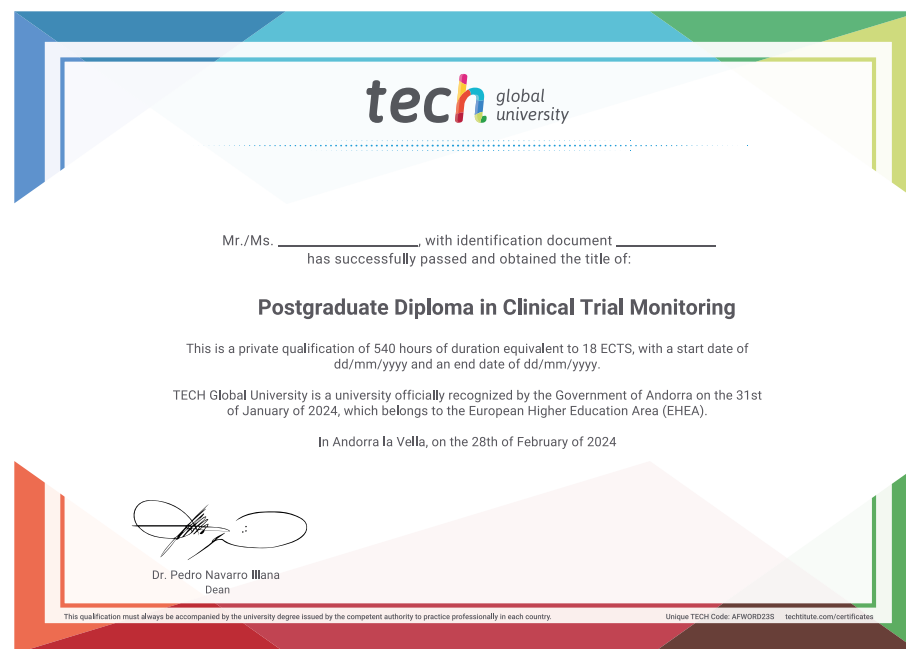 tech global university
Mr./Ms. ____________, with identification document ____________
has successfully passed and obtained the title of:
Postgraduate Diploma in Clinical Trial Monitoring
This is a private qualification of 540 hours of duration equivalent to 18 ECTS, with a start date of
dd/mm/yyyy and an end date of dd/mm/yyyy.
TECH Global University is a university officially recognized by the Government of Andorra on the 31st
of January of 2024, which belongs to the European Higher Education Area (EHEA).
In Andorra la Vella, on the 28th of February of 2024
Dr. Pedro Navarro Illana
Dean
This qualification must always be accompanied by the university degree issued by the competent authority to practice professionally in each country.
Unique TECH Code: AFWORD23S techtitute.com/certificates